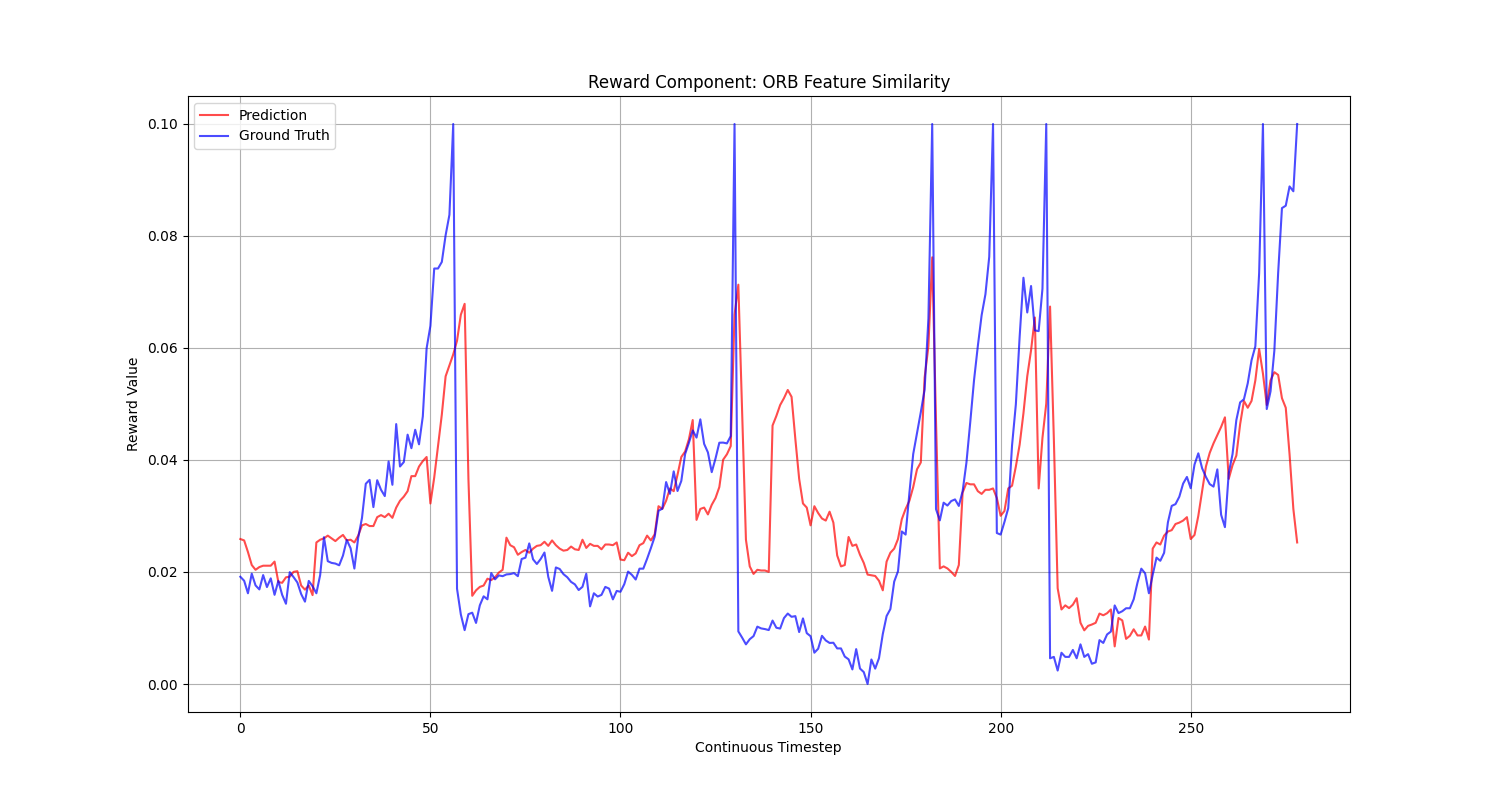 Reward Component: ORB Feature Similarity
Prediction
Ground Truth
Reward Value
0.10
0.08
0.06
0.04
0.02
0.00
0 50 100 150 200 250
Continuous Timestep